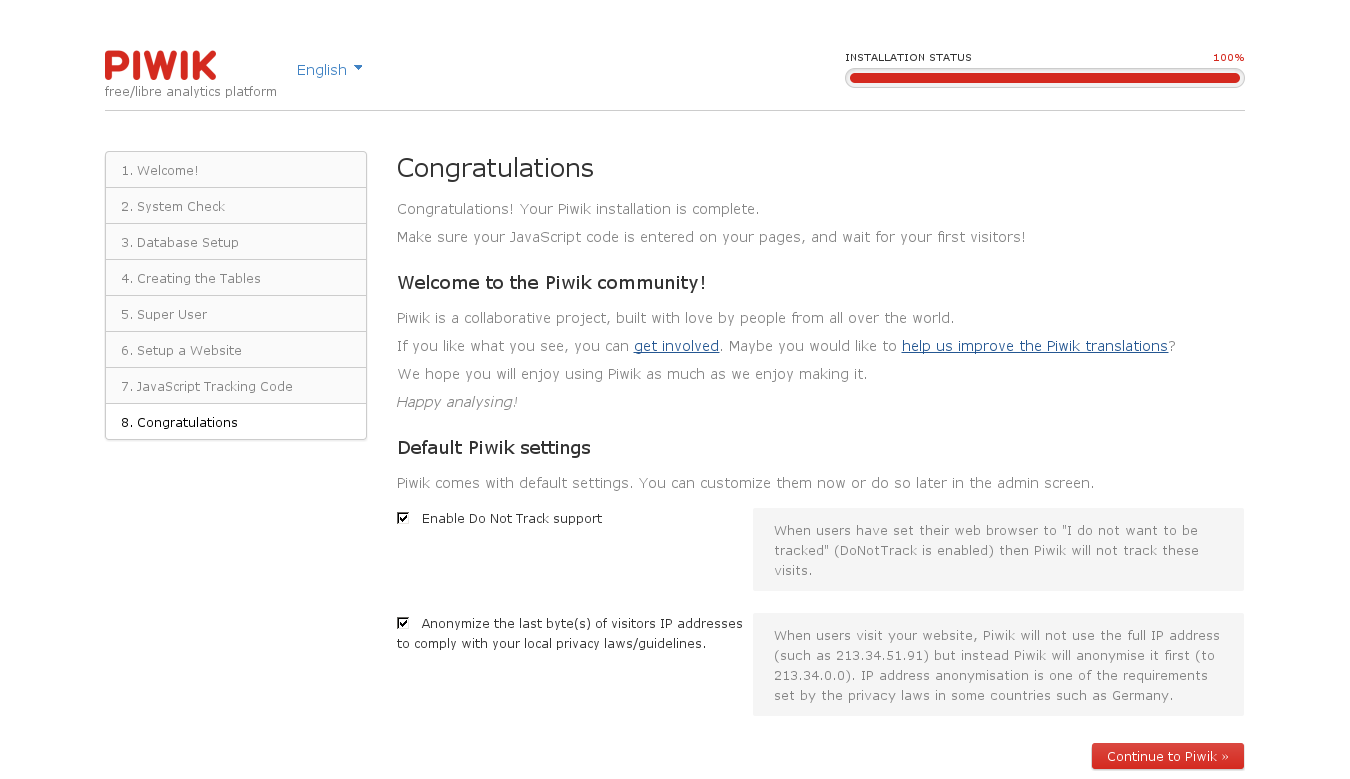 PIWIK
free/libre analytics platform
English
INSTALLATION STATUS 100%
1. Welcome!
2. System Check
3. Database Setup
4. Creating the Tables
5. Super User
6. Setup a Website
7. JavaScript Tracking Code
8. Congratulations
Congratulations
Congratulations! Your Piwik installation is complete.
Make sure your JavaScript code is entered on your pages, and wait for your first visitors!
Welcome to the Piwik community!
Piwik is a collaborative project, built with love by people from all over the world.
If you like what you see, you can get involved. Maybe you would like to help us improve the Piwik translations?
We hope you will enjoy using Piwik as much as we enjoy making it.
Happy analysing!
Default Piwik settings
Piwik comes with default settings. You can customize them now or do so later in the admin screen.
Enable Do Not Track support
When users have set their web browser to "I do not want to be
tracked" (DoNotTrack is enabled) then Piwik will not track these
visits.
Anonymize the last byte(s) of visitors IP addresses
to comply with your local privacy laws/guidelines.
When users visit your website, Piwik will not use the full IP address
(such as 213.34.51.91) but instead Piwik will anonymise it first (to
213.34.0.0). IP address anonymisation is one of the requirements
set by the privacy laws in some countries such as Germany.
Continue to Piwik »